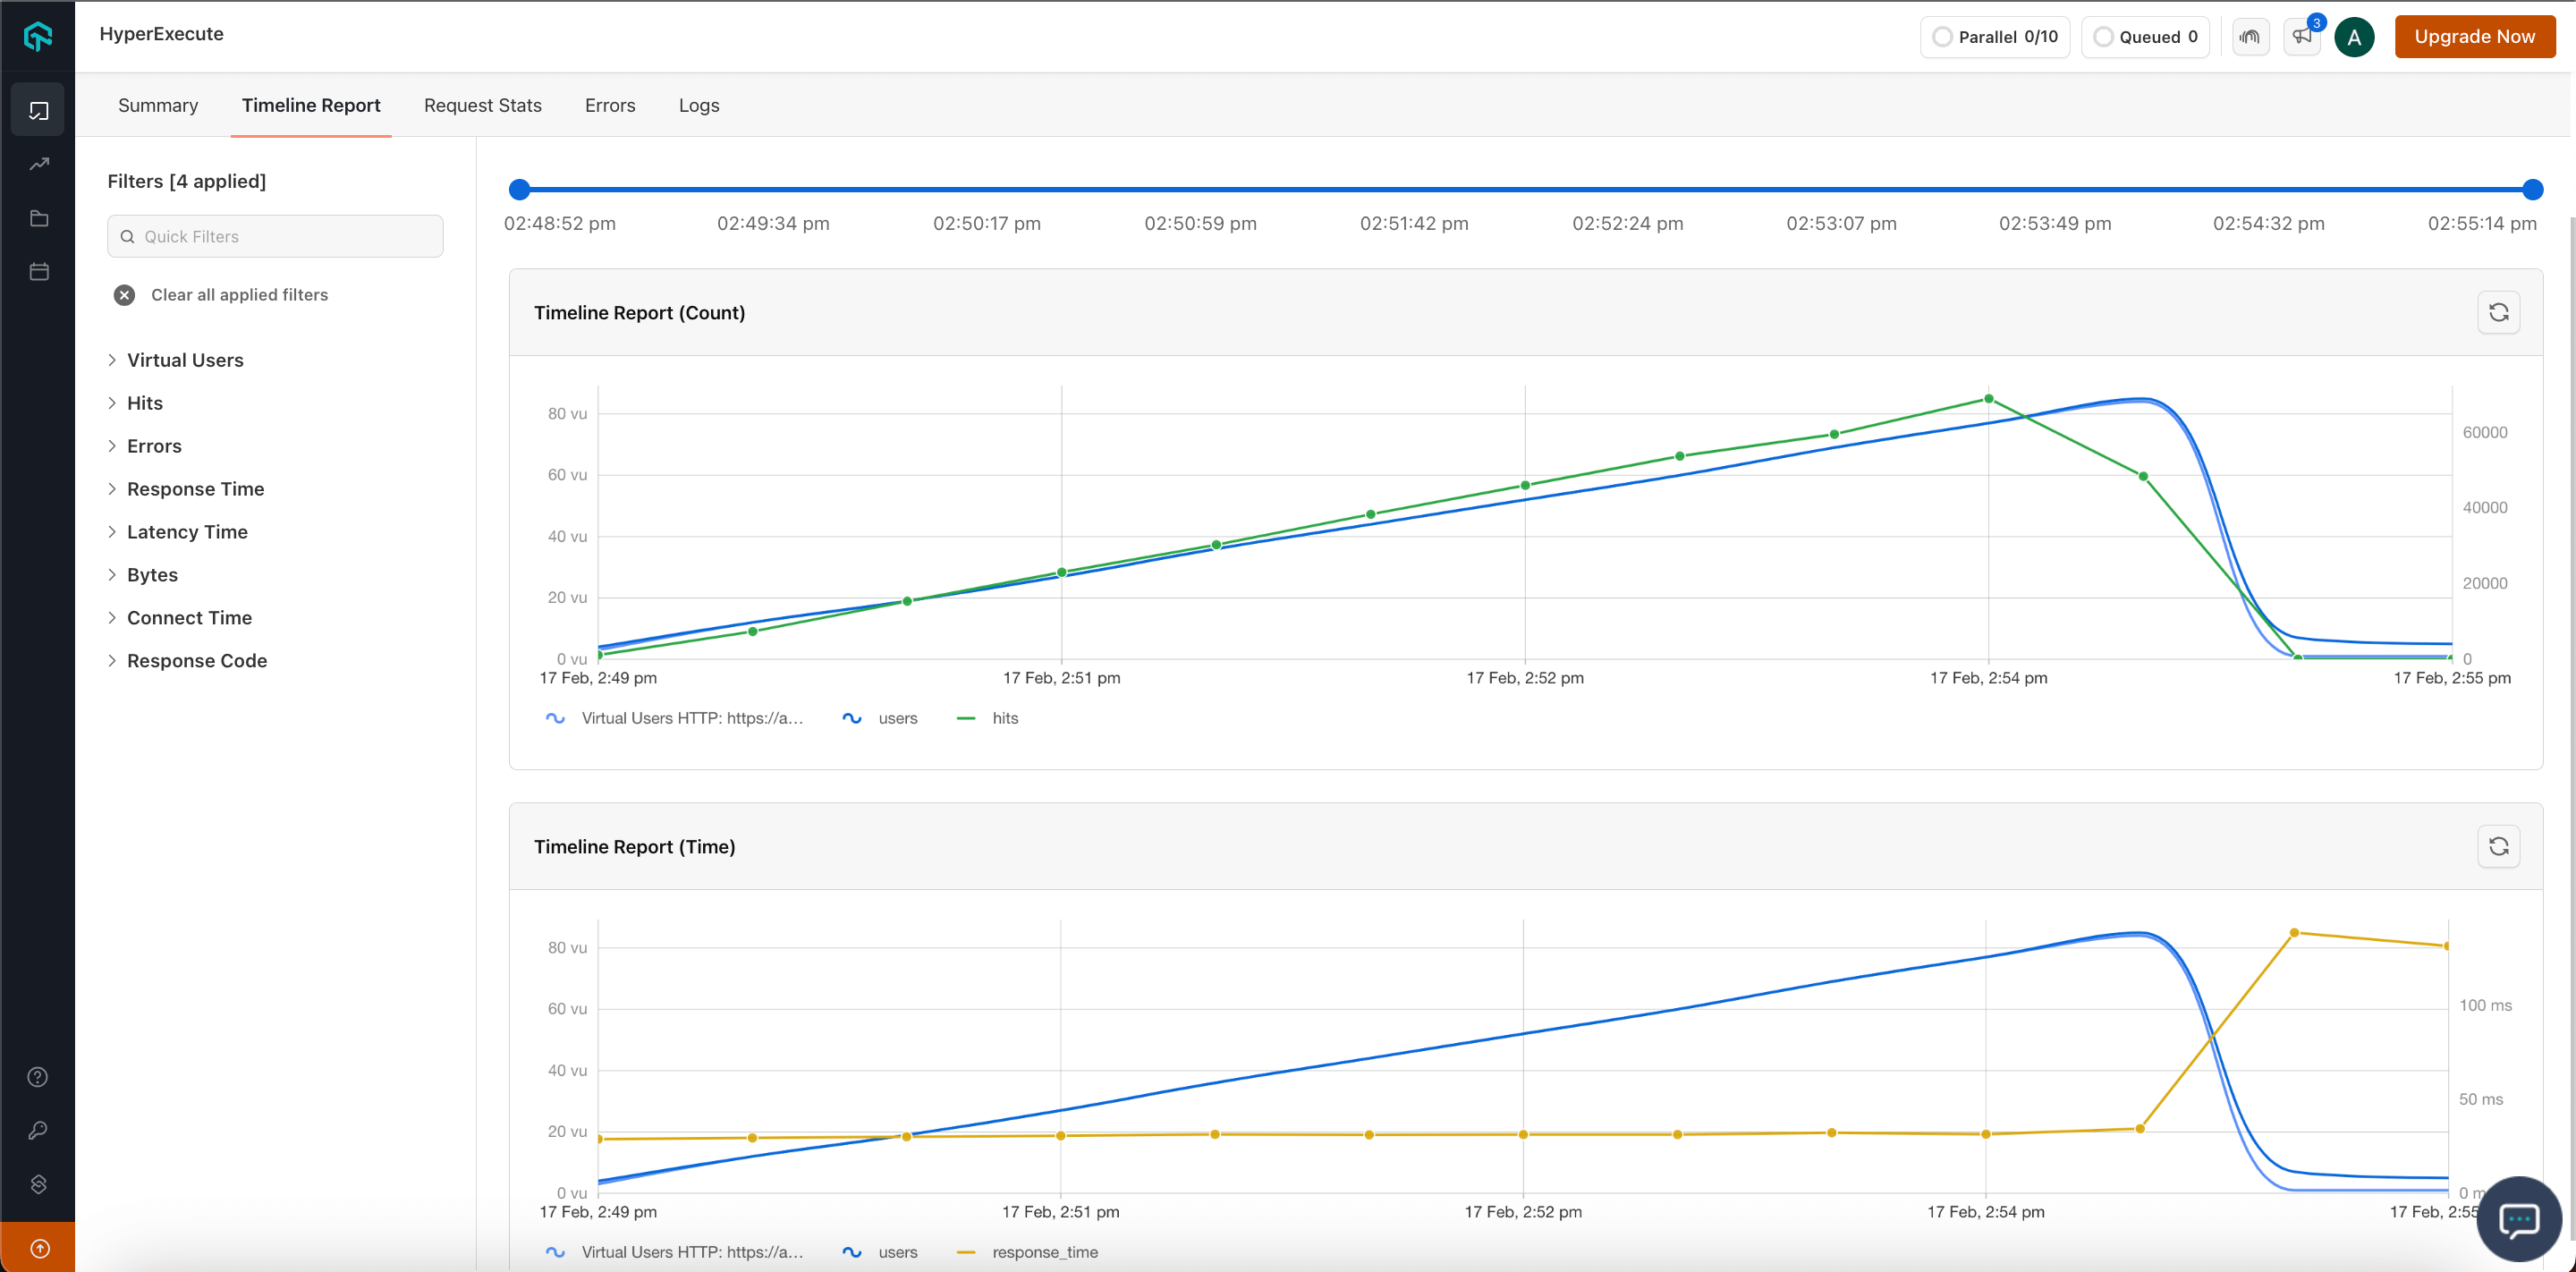 HyperExecute
Parallel 0/10
Queued 0
3
A
Upgrade Now
Summary
Timeline Report
Request Stats
Errors
Logs
Filters [4 applied]
Quick Filters
Clear all applied filters
Virtual Users
Hits
Errors
Response Time
Latency Time
Bytes
Connect Time
Response Code
02:48:52 pm 02:49:34 pm 02:50:17 pm 02:50:59 pm 02:51:42 pm 02:52:24 pm 02:53:07 pm 02:53:49 pm 02:54:32 pm 02:55:14 pm
Timeline Report (Count)
80 vu
60 vu
40 vu
20 vu
0 vu
60000
40000
20000
0
17 Feb, 2:49 pm 17 Feb, 2:51 pm 17 Feb, 2:52 pm 17 Feb, 2:54 pm 17 Feb, 2:55 pm
Virtual Users HTTP: https://a... users hits
Timeline Report (Time)
80 vu
60 vu
40 vu
20 vu
0 vu
100 ms
50 ms
0 m
17 Feb, 2:49 pm 17 Feb, 2:51 pm 17 Feb, 2:52 pm 17 Feb, 2:54 pm 17 Feb, 2:55
Virtual Users HTTP: https://a... users response_time